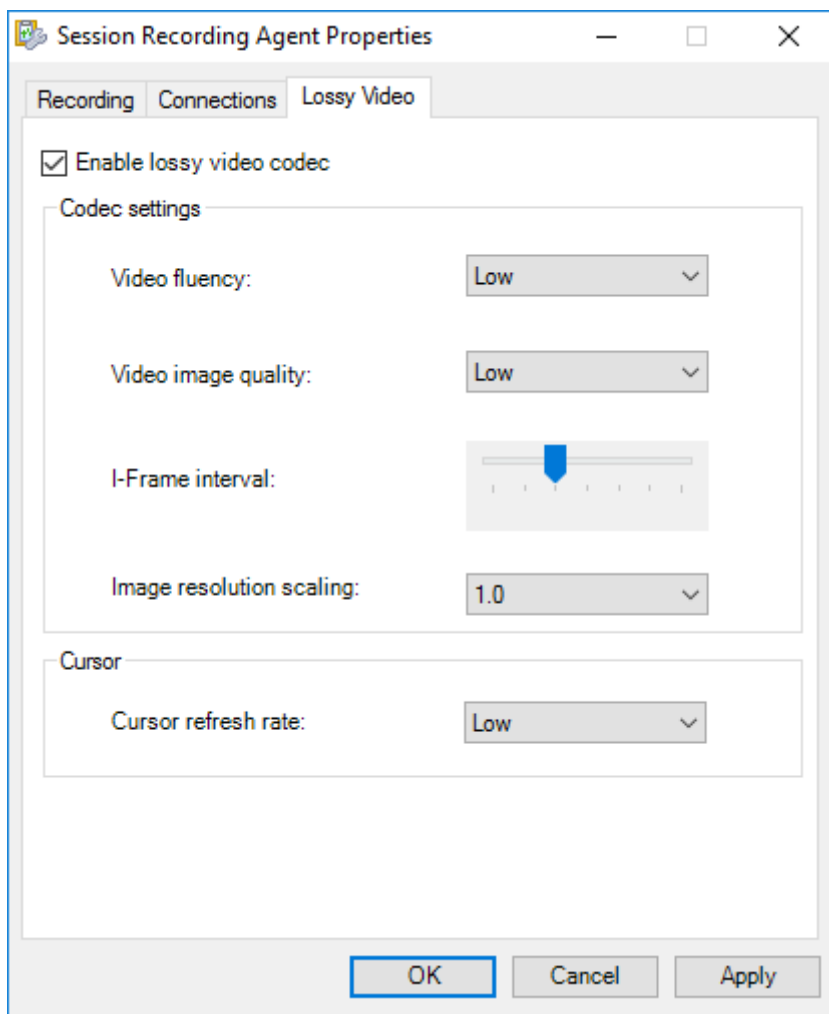 Session Recording Agent Properties
Recording Connections Lossy Video
Enable lossy video codec
Codec settings
Video fluency: Low
Video image quality: Low
I-Frame interval:
Image resolution scaling: 1.0
Cursor
Cursor refresh rate: Low
OK Cancel Apply